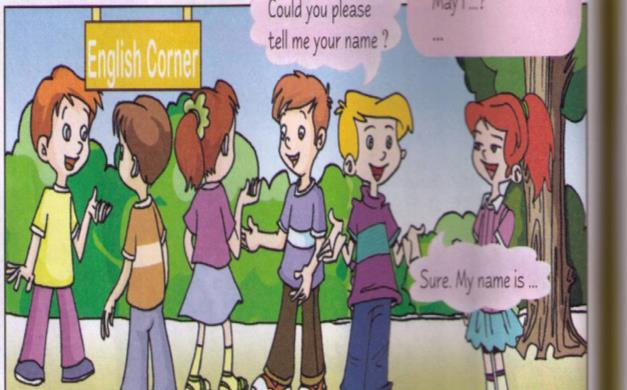 Could you please
tell me your name ?
May I ...?
...
English Corner
Sure. My name is ...